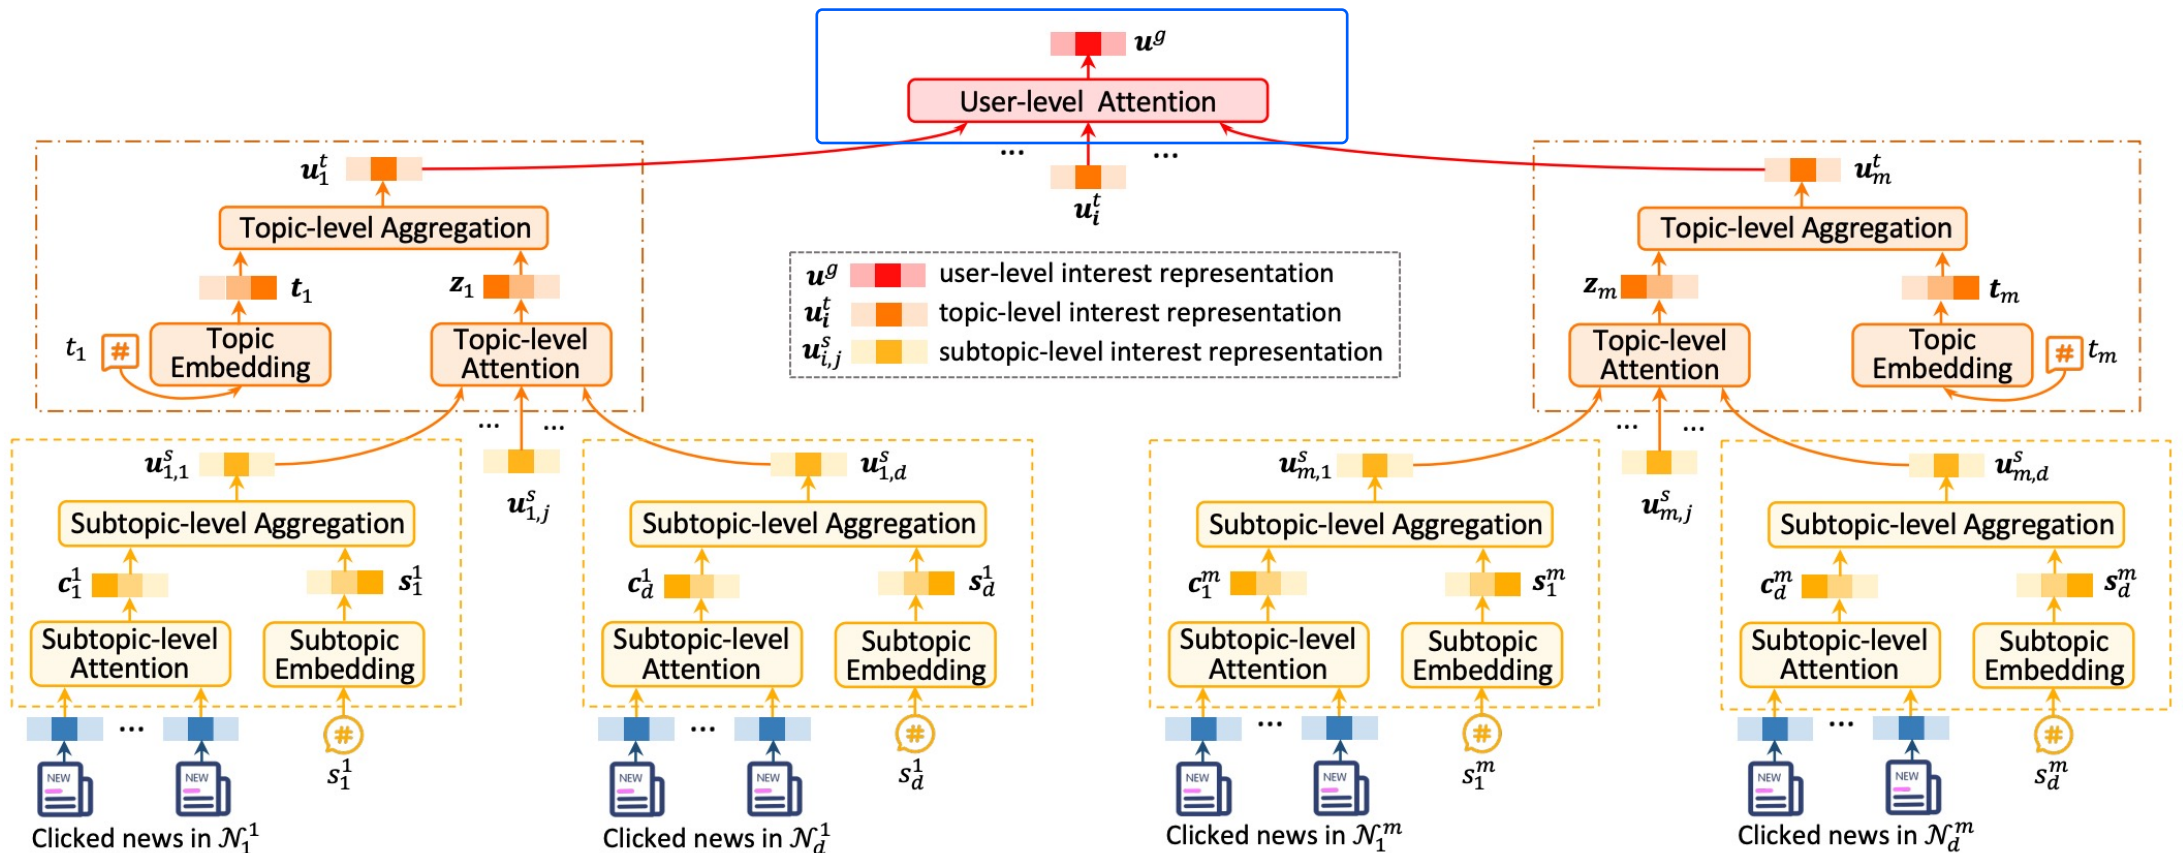 u^g
User-level Attention
... ...
u_1^t
u_i^t
u_m^t
Topic-level Aggregation
Topic-level Aggregation
t_1
z_1
z_m
t_m
u^g user-level interest representation
u_i^t topic-level interest representation
u_{i,j}^s subtopic-level interest representation
t_1 #
Topic
Embedding
Topic-level
Attention
Topic-level
Attention
Topic
Embedding
# t_m
... ...
... ...
u_{1,1}^s
u_{1,j}^s
u_{1,d}^s
u_{m,1}^s
u_{m,j}^s
u_{m,d}^s
Subtopic-level Aggregation
Subtopic-level Aggregation
Subtopic-level Aggregation
Subtopic-level Aggregation
c_1^1
s_1^1
c_d^1
s_d^1
c_1^m
s_1^m
c_d^m
s_d^m
Subtopic-level
Attention
Subtopic
Embedding
Subtopic-level
Attention
Subtopic
Embedding
Subtopic-level
Attention
Subtopic
Embedding
Subtopic-level
Attention
Subtopic
Embedding
... # ... # ... # ... #
NEW NEW s_1^1
NEW NEW s_d^1
NEW NEW s_1^m
NEW NEW s_d^m
Clicked news in 𝒩_1^1
Clicked news in 𝒩_d^1
Clicked news in 𝒩_1^m
Clicked news in 𝒩_d^m